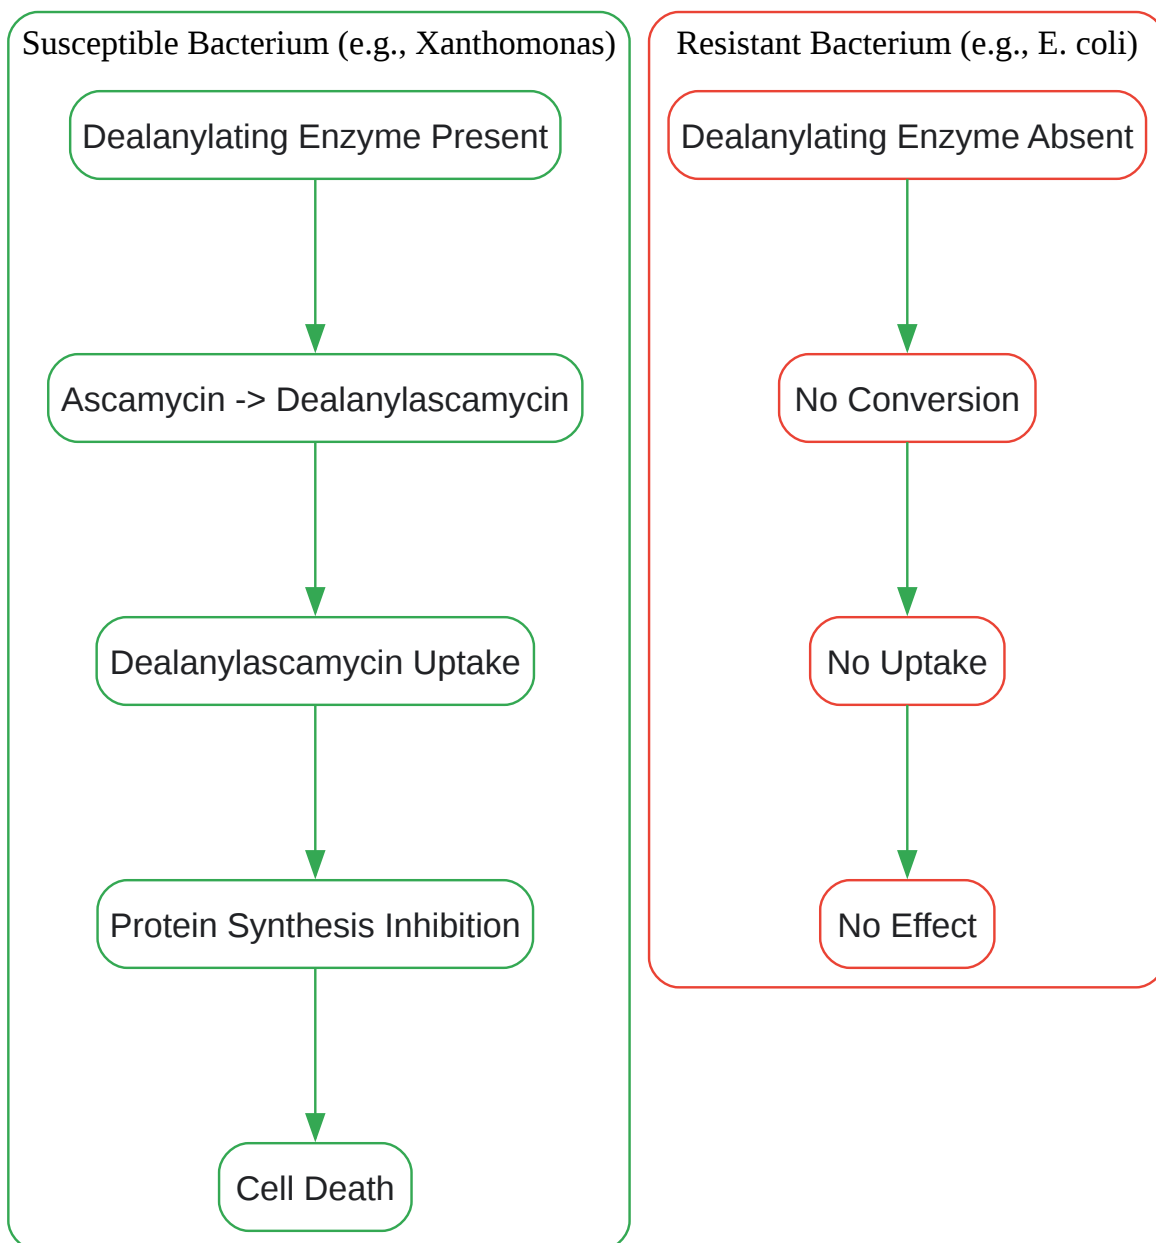 Susceptible Bacterium (e.g., Xanthomonas)
Dealanylating Enzyme Present
Ascamycin -> Dealanylascamycin
Dealanylascamycin Uptake
Protein Synthesis Inhibition
Cell Death
Resistant Bacterium (e.g., E. coli)
Dealanylating Enzyme Absent
No Conversion
No Uptake
No Effect